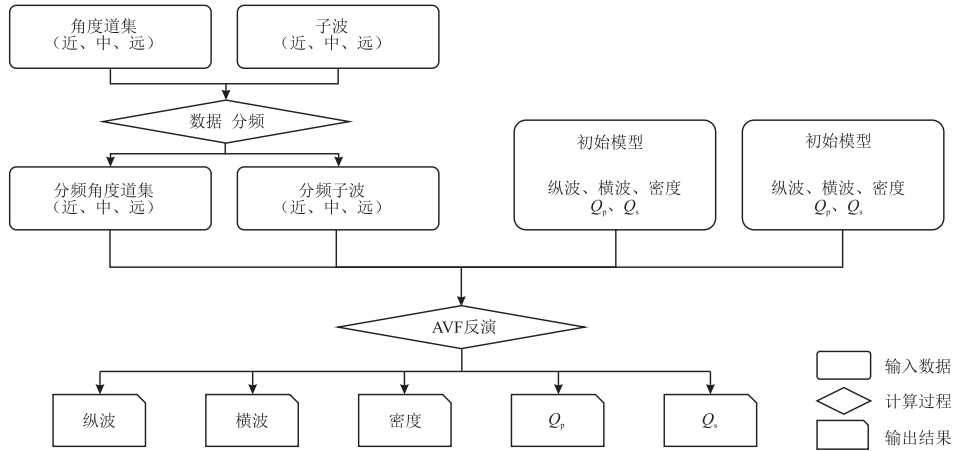 角度道集
（近、中、远）
子波
（近、中、远）
数据 分频
分频角度道集
（近、中、远）
分频子波
（近、中、远）
初始模型
纵波、横波、密度
Qp、Qs
初始模型
纵波、横波、密度
Qp、Qs
AVF反演
纵波
横波
密度
Qp
Qs
输入数据
计算过程
输出结果